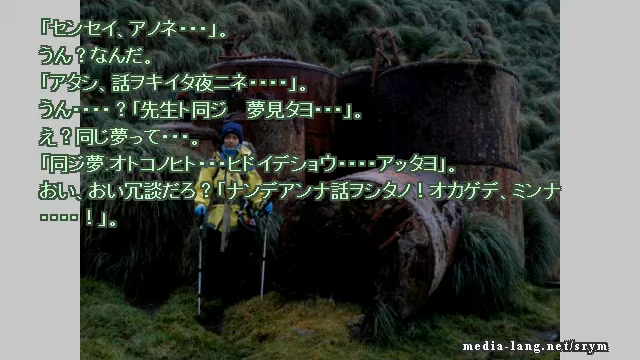 「センセイ、アノネ・・・」。
うん？なんだ。
「アタシ、話ヲキイタ夜ニネ・・・・」。
うん・・・・？「先生ト同ジ　夢見タヨ・・・」。
え？同じ夢って・・・。
「同ジ夢．オトコノヒト・・・ヒドイデショウ・・・・アッタヨ」。
おい、おい冗談だろ？「ナンデアンナ話ヲシタノ！オカゲデ、ミンナ
・・・・！」。
media-lang.net/srym